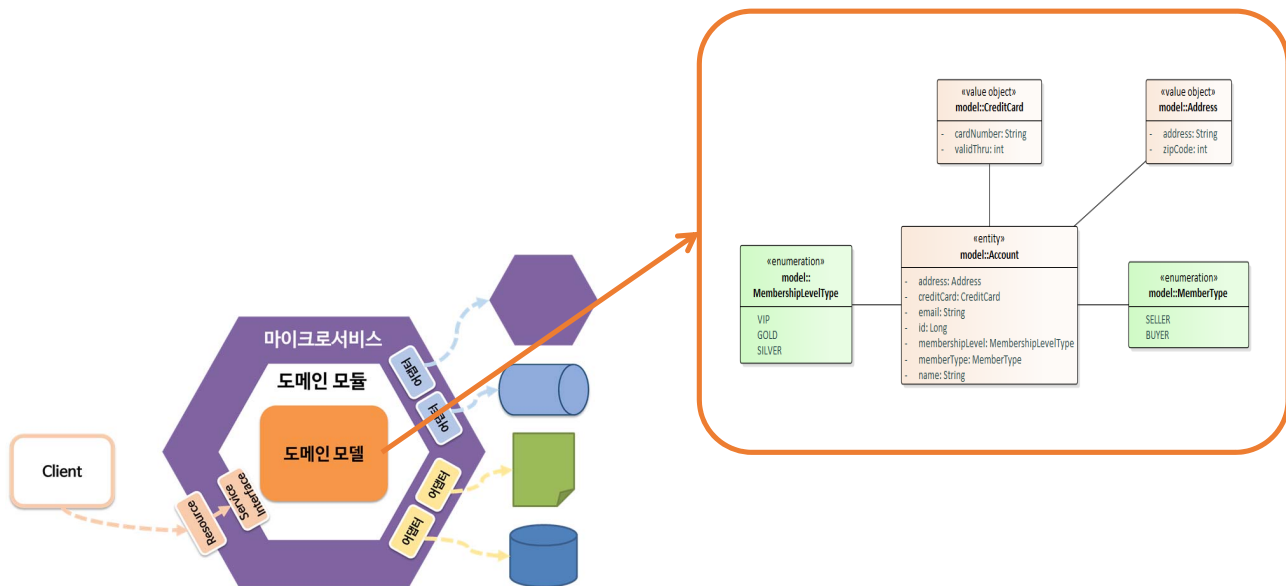 «value object»
model::CreditCard
- cardNumber: String
- validThru: int
«value object»
model::Address
- address: String
- zipCode: int
«entity»
model::Account
- address: Address
- creditCard: CreditCard
- email: String
- id: Long
- membershipLevel: MembershipLevelType
- memberType: MemberType
- name: String
«enumeration»
model::
MembershipLevelType
VIP
GOLD
SILVER
«enumeration»
model::MemberType
SELLER
BUYER
마이크로서비스
도메인 모듈
도메인 모델
어댑터
어댑터
어댑터
어댑터
Client
Resource
Service
Interface